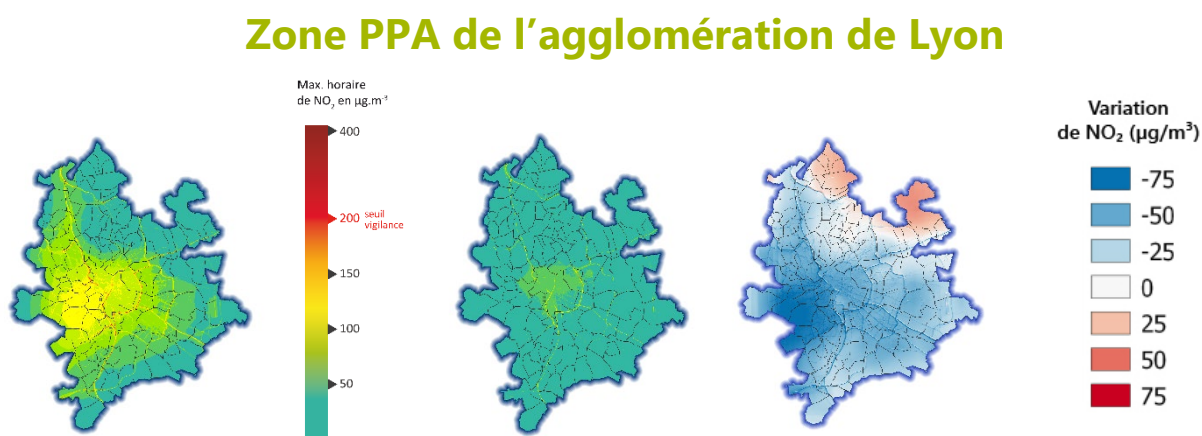 Zone PPA de l’agglomération de Lyon
Max. horaire
de NO₂ en µg.m⁻³
400
200 seuil
vigilance
150
100
50
Variation
de NO₂ (µg/m³)
-75
-50
-25
0
25
50
75